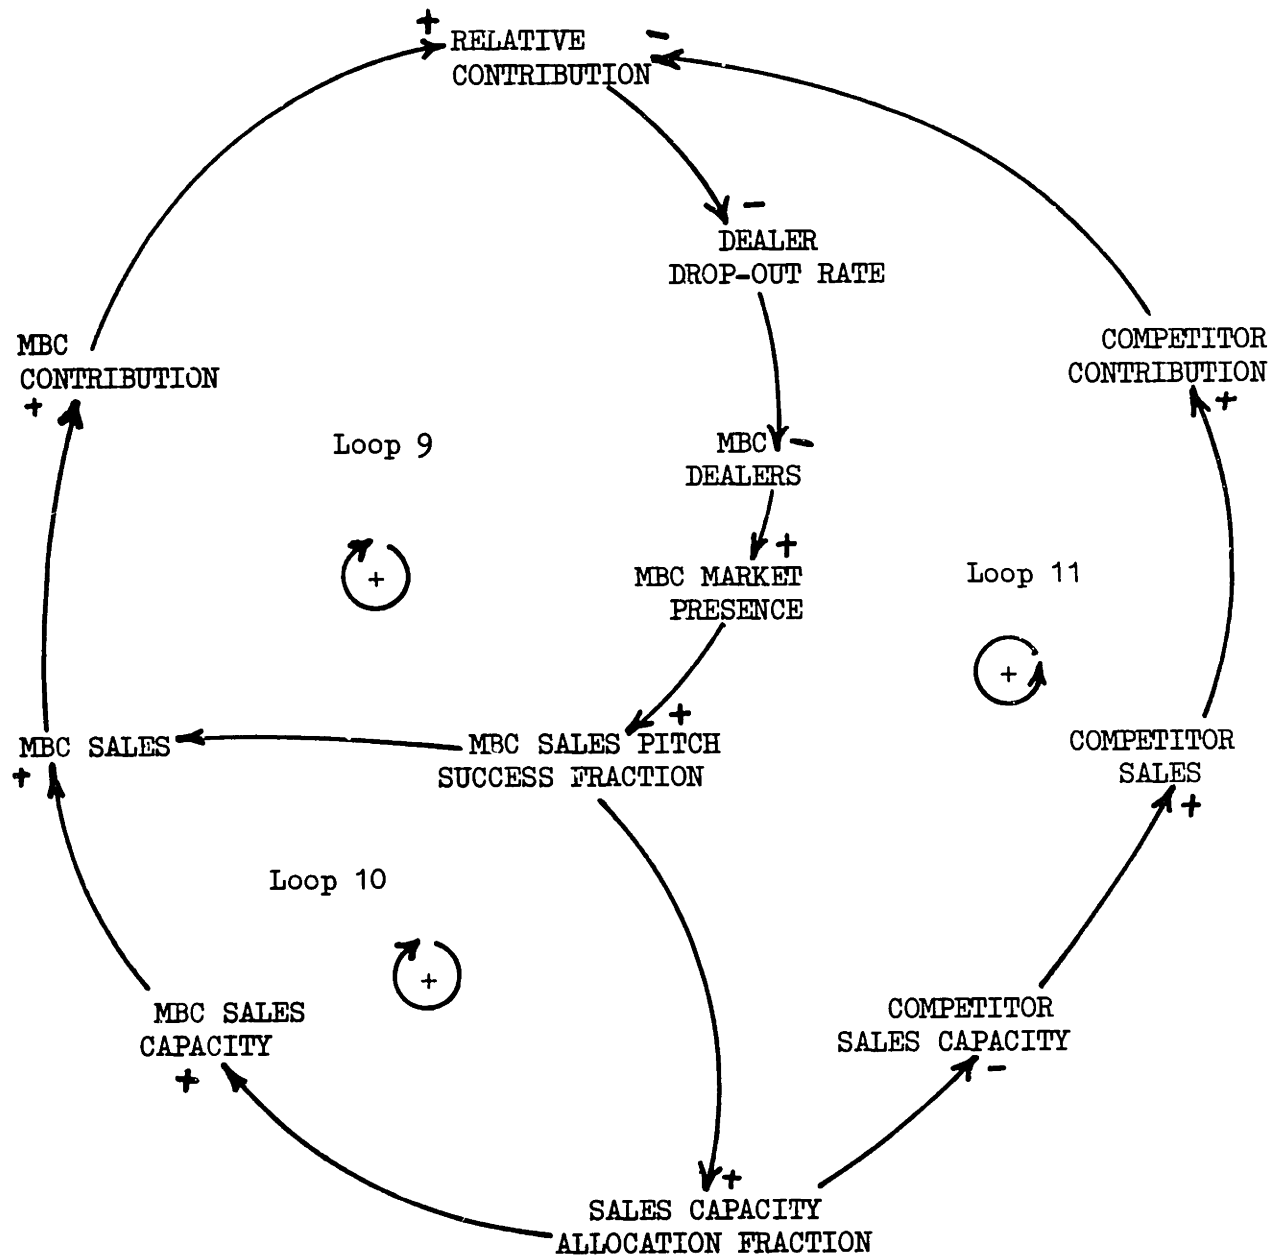 +
RELATIVE
-
CONTRIBUTION
-
DEALER
DROP-OUT RATE
MBC
CONTRIBUTION
+
COMPETITOR
CONTRIBUTION
+
Loop 9
MBC -
DEALERS
+
+
MBC MARKET
PRESENCE
Loop 11
+
+
MBC SALES
+
MBC SALES PITCH
SUCCESS FRACTION
COMPETITOR
SALES
+
Loop 10
+
MBC SALES
CAPACITY
+
COMPETITOR
SALES CAPACITY
-
+
SALES CAPACITY
ALLOCATION FRACTION